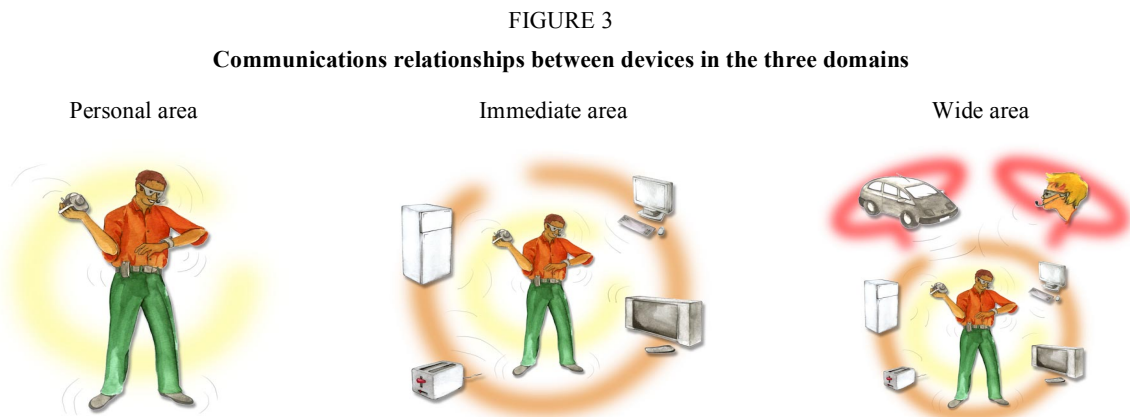 FIGURE 3
Communications relationships between devices in the three domains
Personal area
Immediate area
Wide area